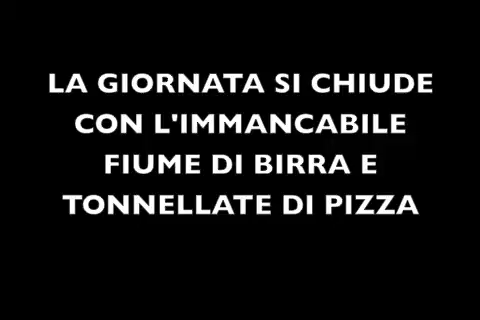 LA GIORNATA SI CHIUDE
CON L'IMMANCABILE
FIUME DI BIRRA E
TONNELLATE DI PIZZA